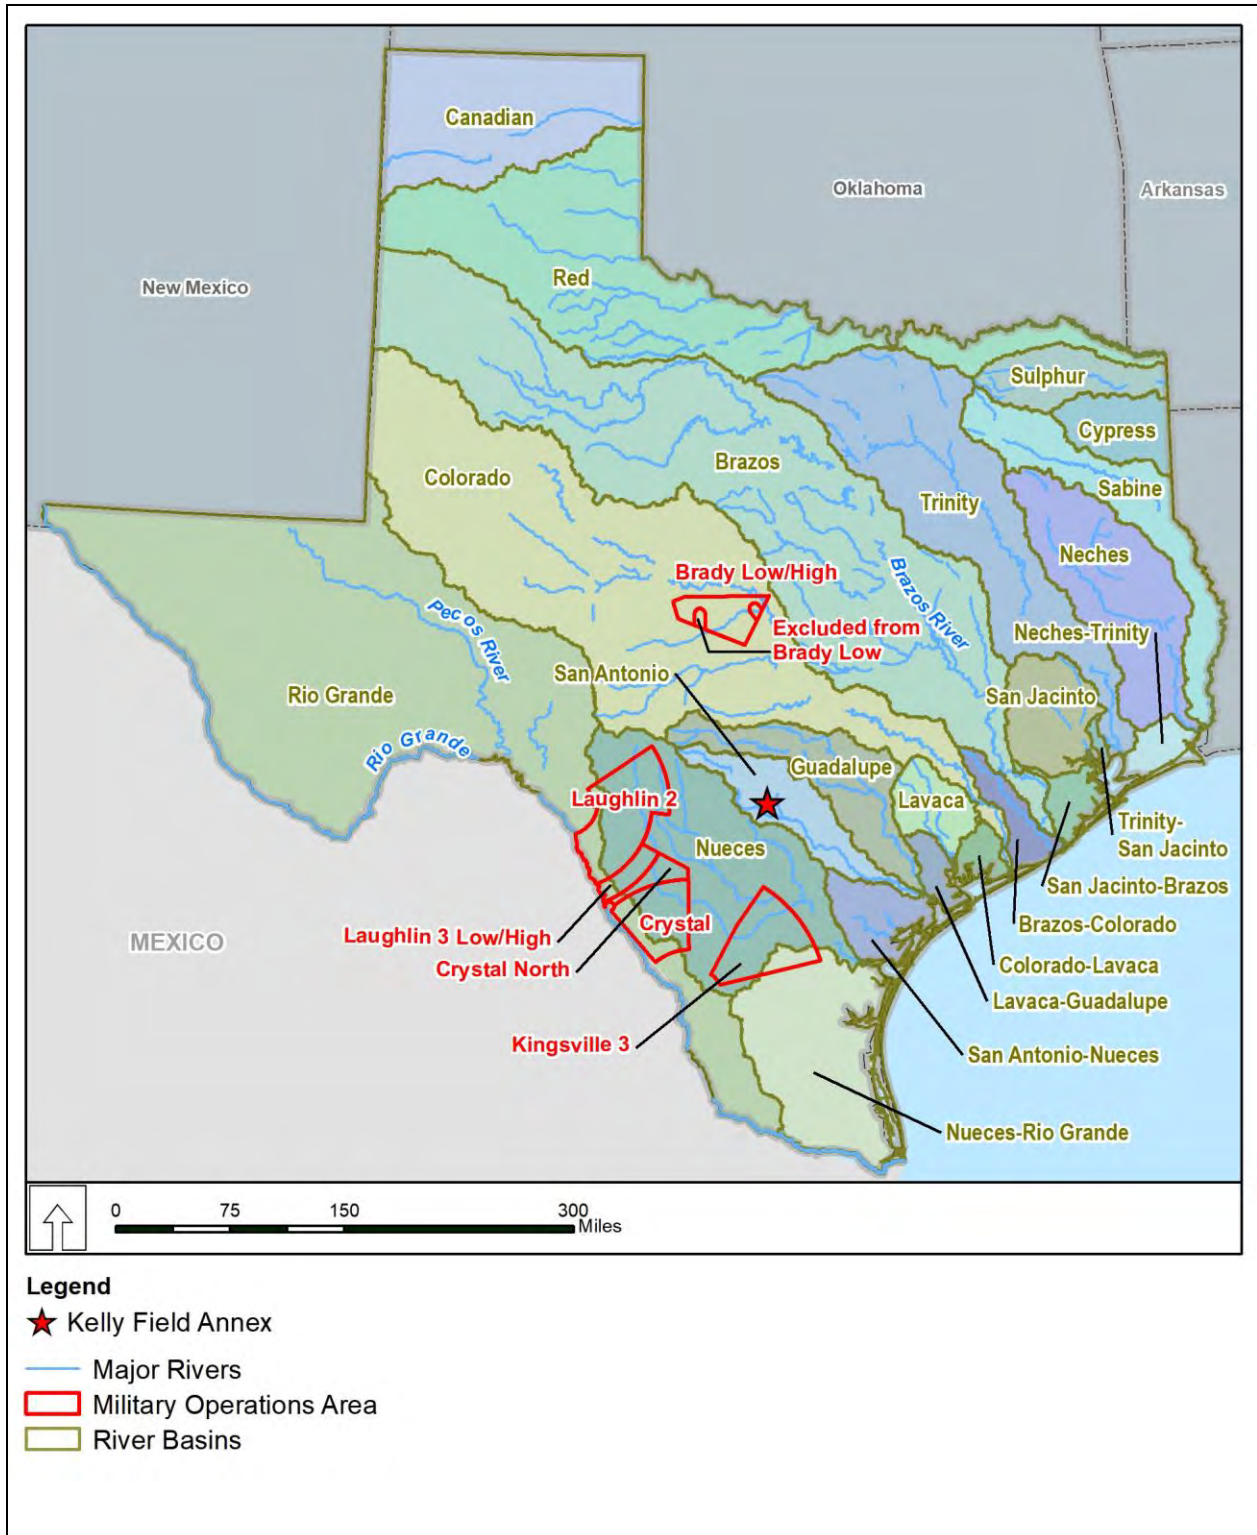 Canadian
Oklahoma
Arkansas
New Mexico
Red
Sulphur
Cypress
Brazos
Colorado
Sabine
Trinity
Neches
Brady Low/High
Brazos River
Pecos River
Excluded from
Brady Low
Neches-Trinity
San Antonio
Rio Grande
San Jacinto
Rio Grande
Guadalupe
Laughlin 2
Lavaca
Trinity-
San Jacinto
Nueces
San Jacinto-Brazos
Crystal
Brazos-Colorado
MEXICO
Laughlin 3 Low/High
Crystal North
Colorado-Lavaca
Lavaca-Guadalupe
Kingsville 3
San Antonio-Nueces
Nueces-Rio Grande
0 75 150 300
Miles
Legend
Kelly Field Annex
Major Rivers
Military Operations Area
River Basins